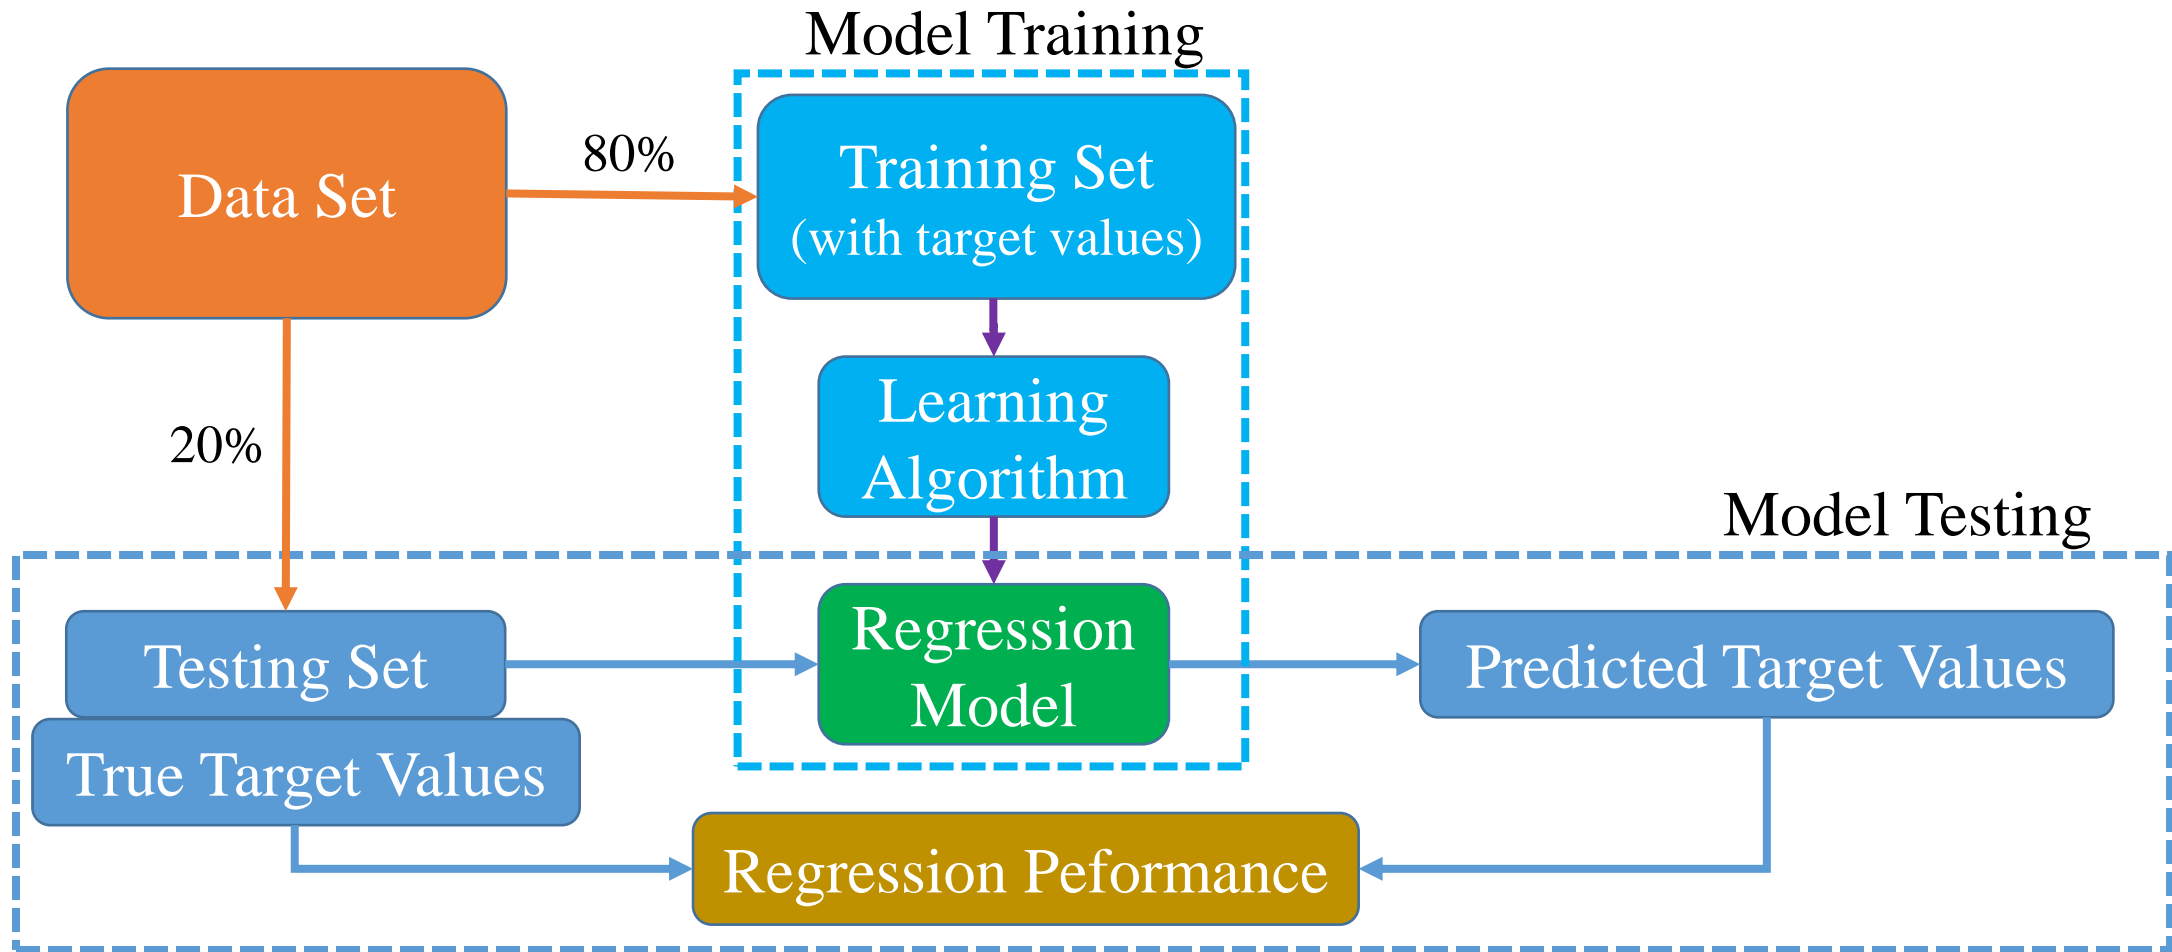 Model Training
Data Set
80%
Training Set
(with target values)
Learning
Algorithm
20%
Model Testing
Testing Set
Regression
Model
Predicted Target Values
True Target Values
Regression Peformance